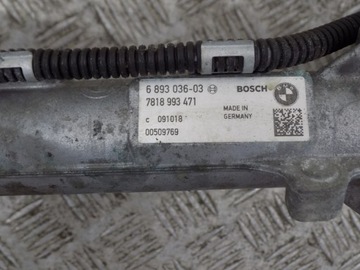 6 893 036-03 BOSCH
7818 993 471
MADE IN
GERMANY
c 091018
00509769